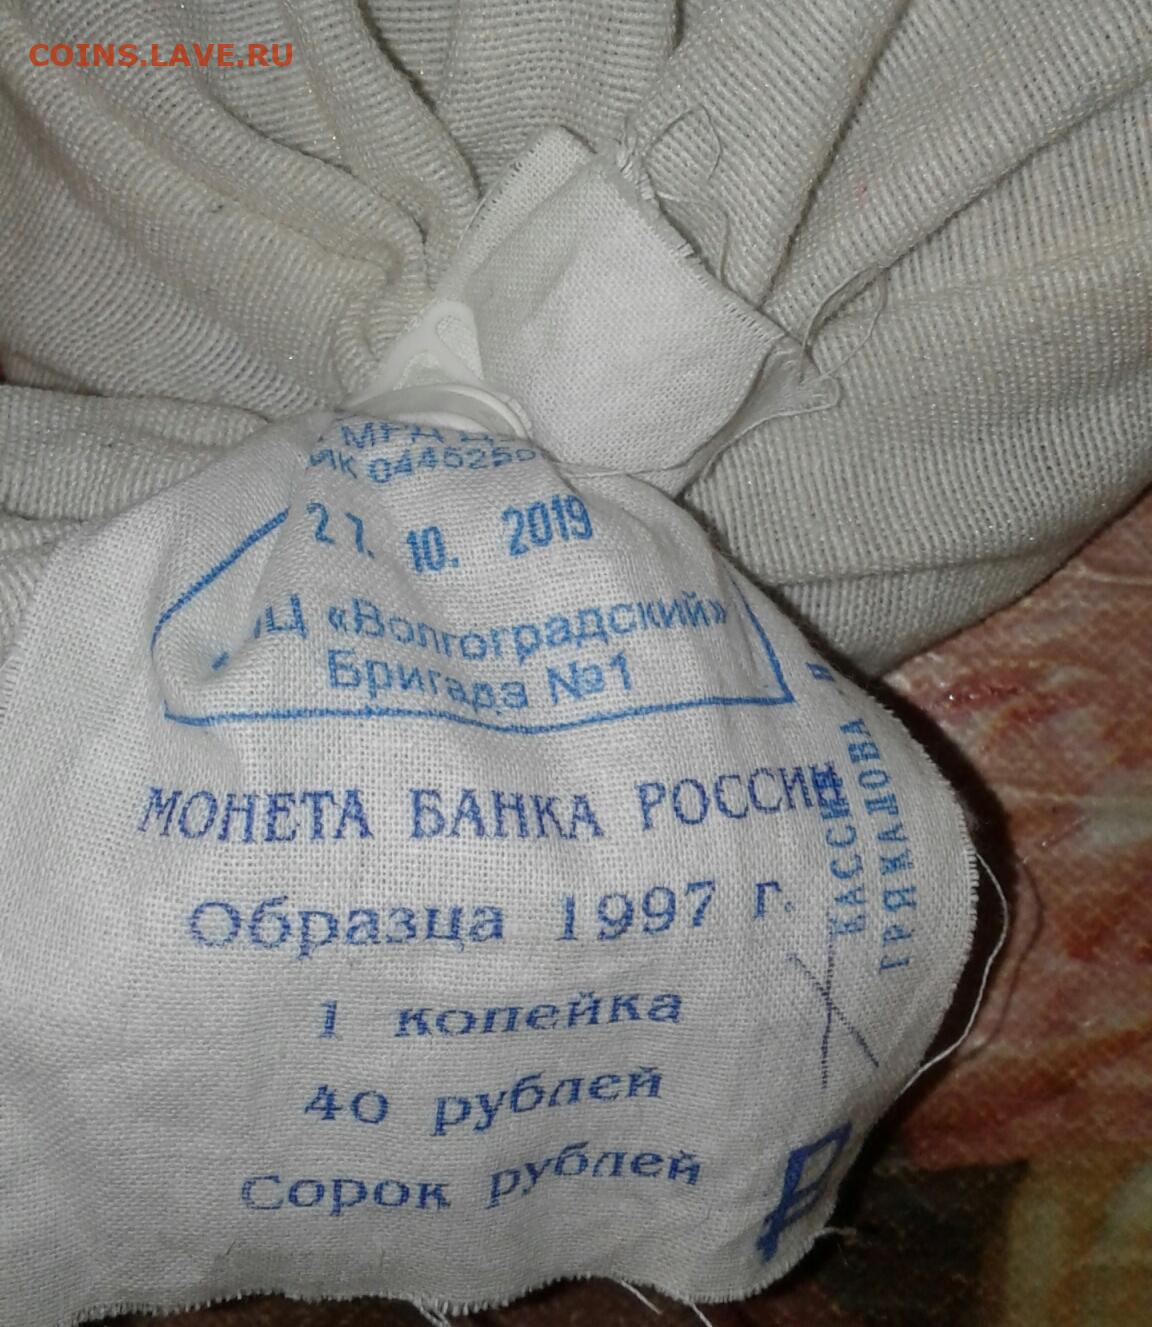 COINS.LAVE.RU
27. 10. 2019
«Волгоградский»
Бригада №1
МОНЕТА БАНКА РОССИИ
Образца 1997 г.
1 копейка
40 рублей
Сорок рублей
КАССИР
ГРЯКАЛОВА
Р